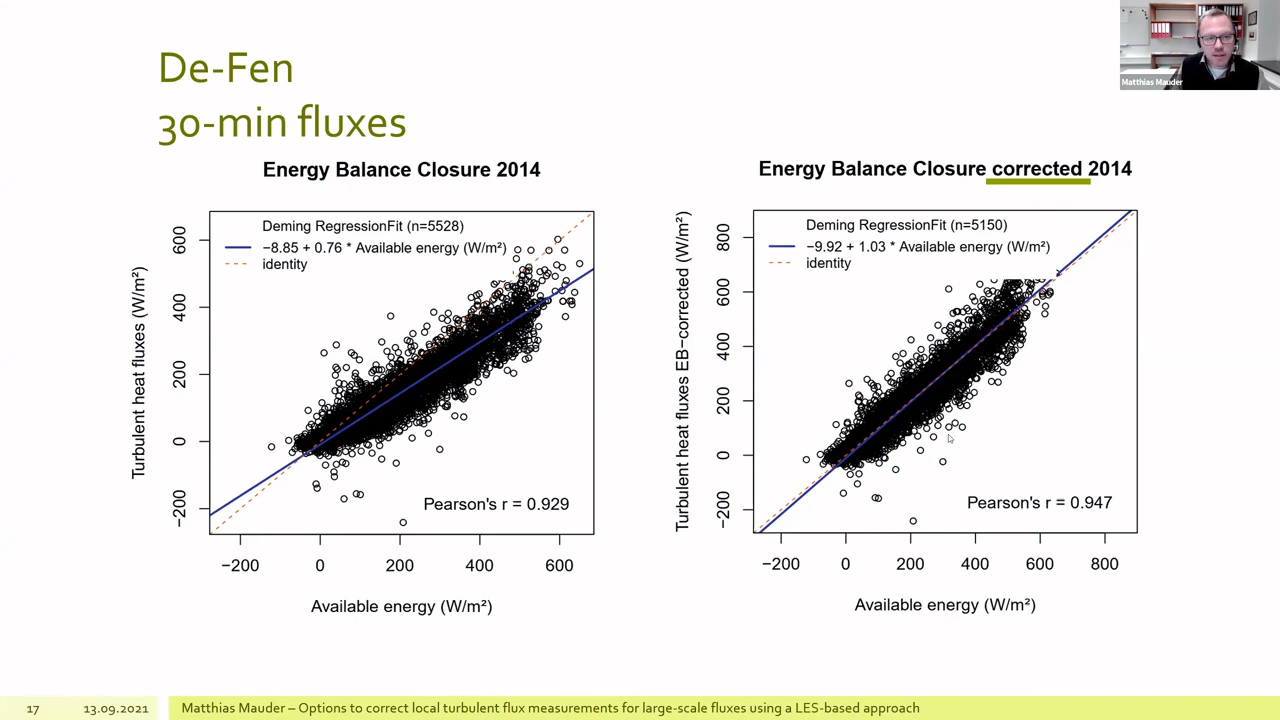 De-Fen
30-min fluxes
Matthias Mauder
Energy Balance Closure 2014
Deming RegressionFit (n=5528)
−8.85 + 0.76 * Available energy (W/m²)
identity
Turbulent heat fluxes (W/m²)
600
400
200
0
−200
Pearson's r = 0.929
−200 0 200 400 600
Available energy (W/m²)
Energy Balance Closure corrected 2014
Deming RegressionFit (n=5150)
−9.92 + 1.03 * Available energy (W/m²)
identity
Turbulent heat fluxes EB−corrected (W/m²)
800
600
400
200
0
−200
Pearson's r = 0.947
−200 0 200 400 600 800
Available energy (W/m²)
17 13.09.2021 Matthias Mauder – Options to correct local turbulent flux measurements for large-scale fluxes using a LES-based approach